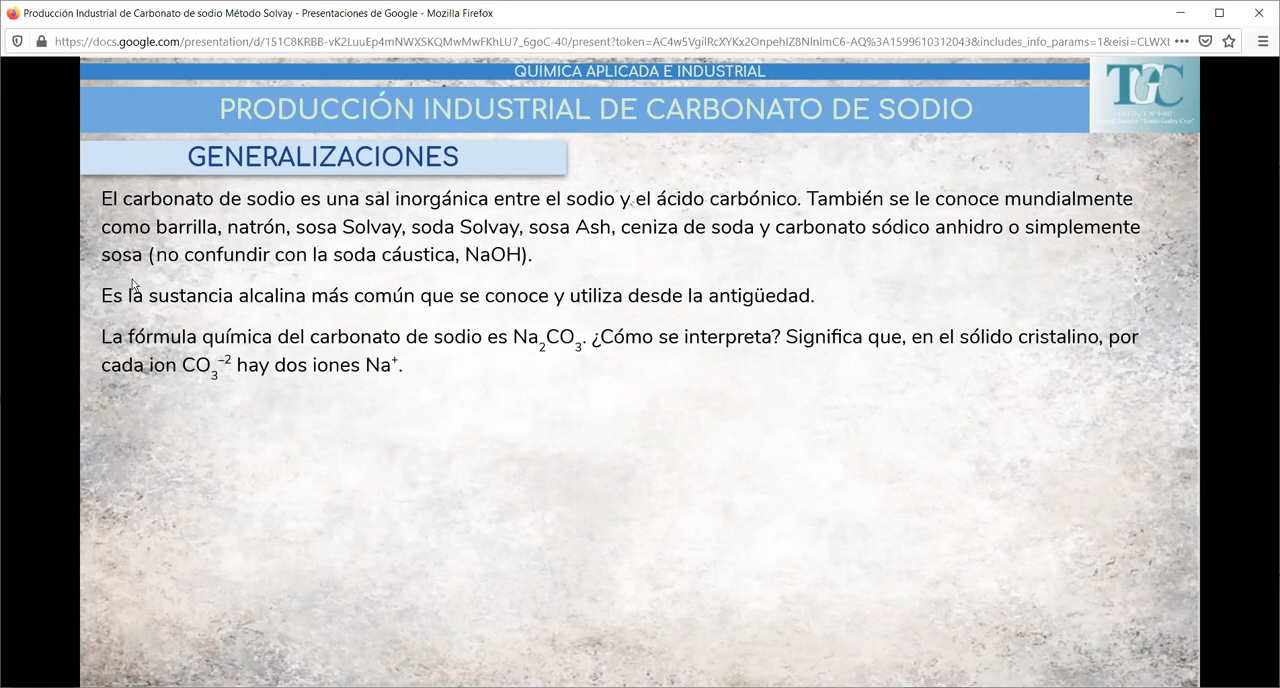 Producción Industrial de Carbonato de sodio Método Solvay - Presentaciones de Google - Mozilla Firefox
https://docs.google.com/presentation/d/151C8KRBB-vK2LuuEp4mNWXSKQMwMwFKhLU7_6goC-40/present?token=AC4w5VgilRcXYKx2OnpehIZ8NlnlmC6-AQ%3A1599610312043&includes_info_params=1&eisi=CLWXt
QUIMICA APLICADA E INDUSTRIAL
TGC
PRODUCCIÓN INDUSTRIAL DE CARBONATO DE SODIO
GENERALIZACIONES
El carbonato de sodio es una sal inorgánica entre el sodio y el ácido carbónico. También se le conoce mundialmente
como barrilla, natrón, sosa Solvay, soda Solvay, sosa Ash, ceniza de soda y carbonato sódico anhidro o simplemente
sosa (no confundir con la soda cáustica, NaOH).
Es la sustancia alcalina más común que se conoce y utiliza desde la antigüedad.
La fórmula química del carbonato de sodio es Na₂CO₃. ¿Cómo se interpreta? Significa que, en el sólido cristalino, por
cada ion CO₃⁻² hay dos iones Na⁺.